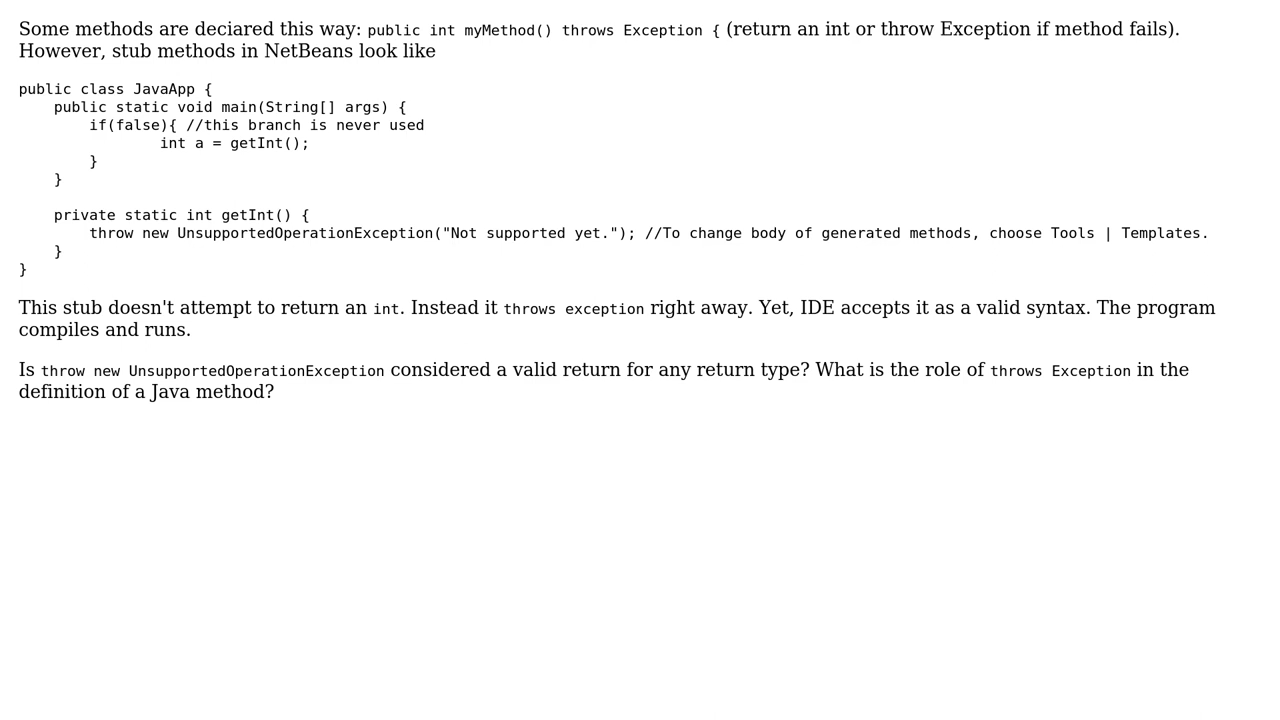 Some methods are declared this way: public int myMethod() throws Exception { (return an int or throw Exception if method fails).
However, stub methods in NetBeans look like
public class JavaApp {
    public static void main(String[] args) {
        if(false){ //this branch is never used
                int a = getInt();
        }
    }
    private static int getInt() {
        throw new UnsupportedOperationException("Not supported yet."); //To change body of generated methods, choose Tools | Templates.
    }
}
This stub doesn't attempt to return an int. Instead it throws exception right away. Yet, IDE accepts it as a valid syntax. The program
compiles and runs.
Is throw new UnsupportedOperationException considered a valid return for any return type? What is the role of throws Exception in the
definition of a Java method?